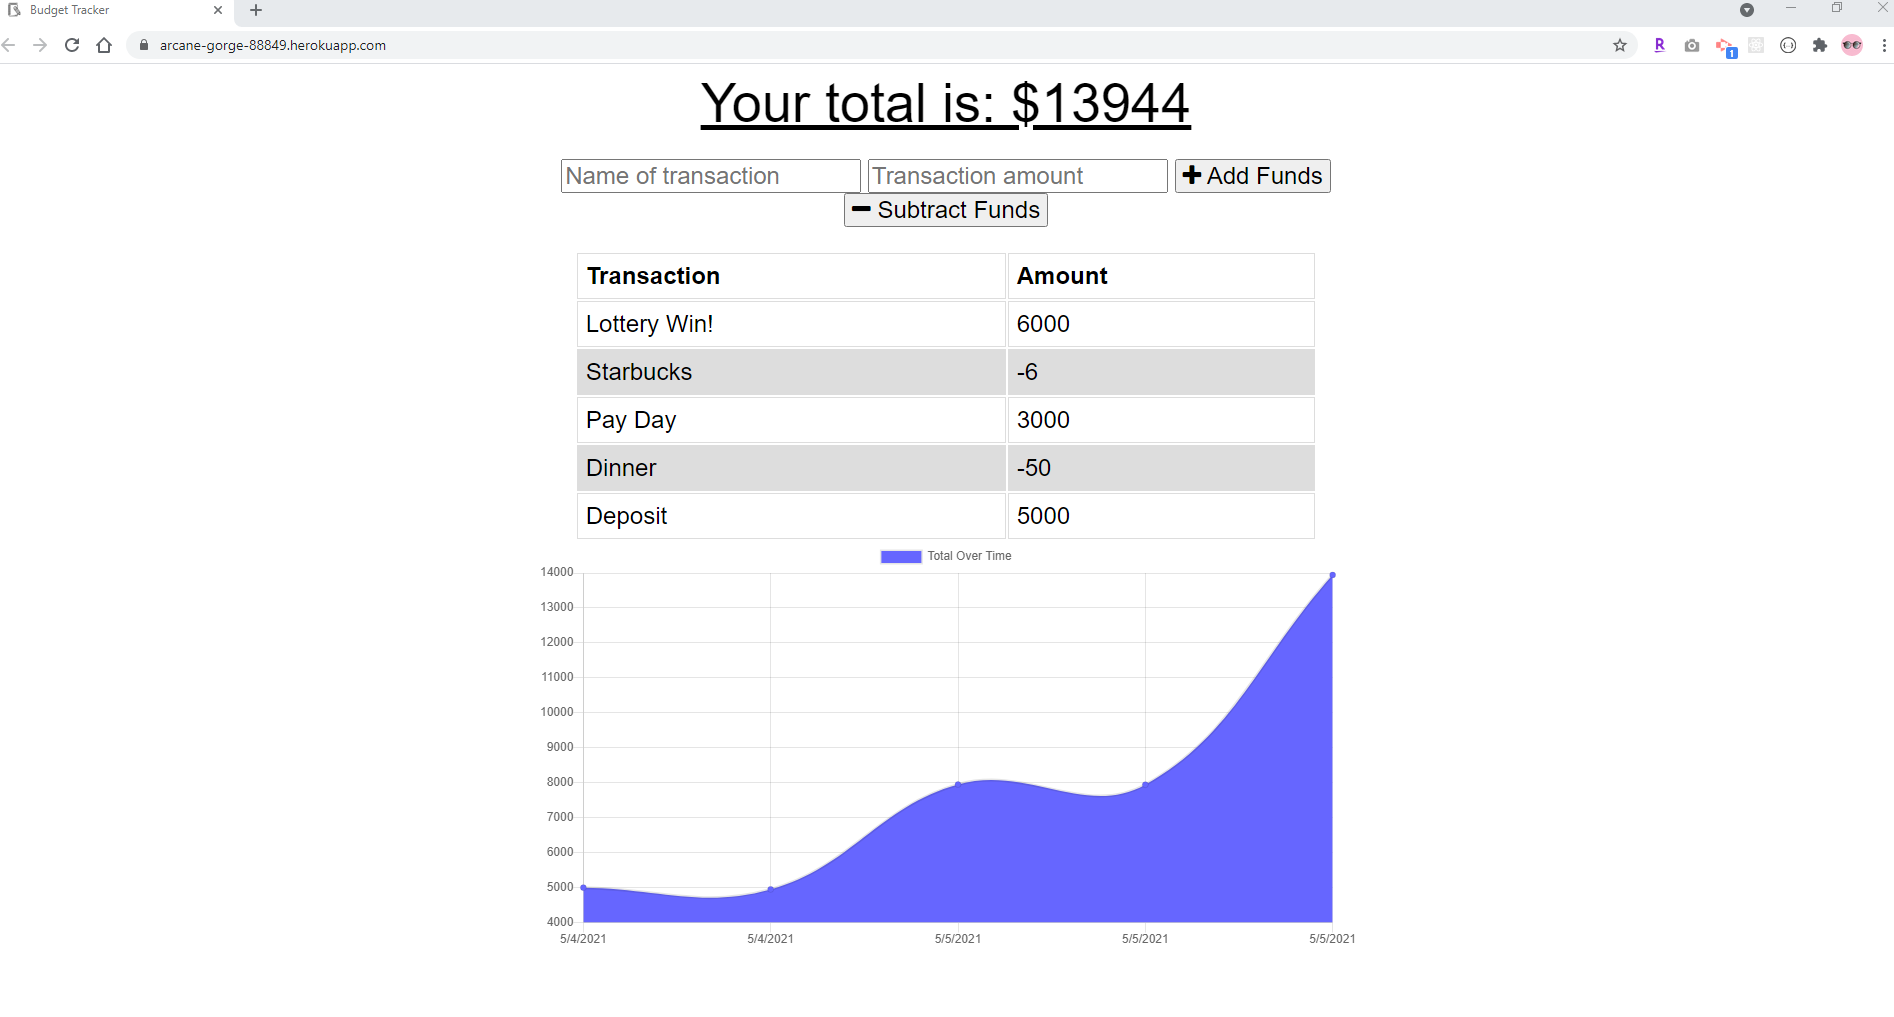 Budget Tracker
arcane-gorge-88849.herokuapp.com
R
1
Your total is: $13944
Name of transaction Transaction amount Add Funds
Subtract Funds
Transaction Amount
Lottery Win! 6000
Starbucks -6
Pay Day 3000
Dinner -50
Deposit 5000
Total Over Time
14000
13000
12000
11000
10000
9000
8000
7000
6000
5000
4000
5/4/2021 5/4/2021 5/5/2021 5/5/2021 5/5/2021